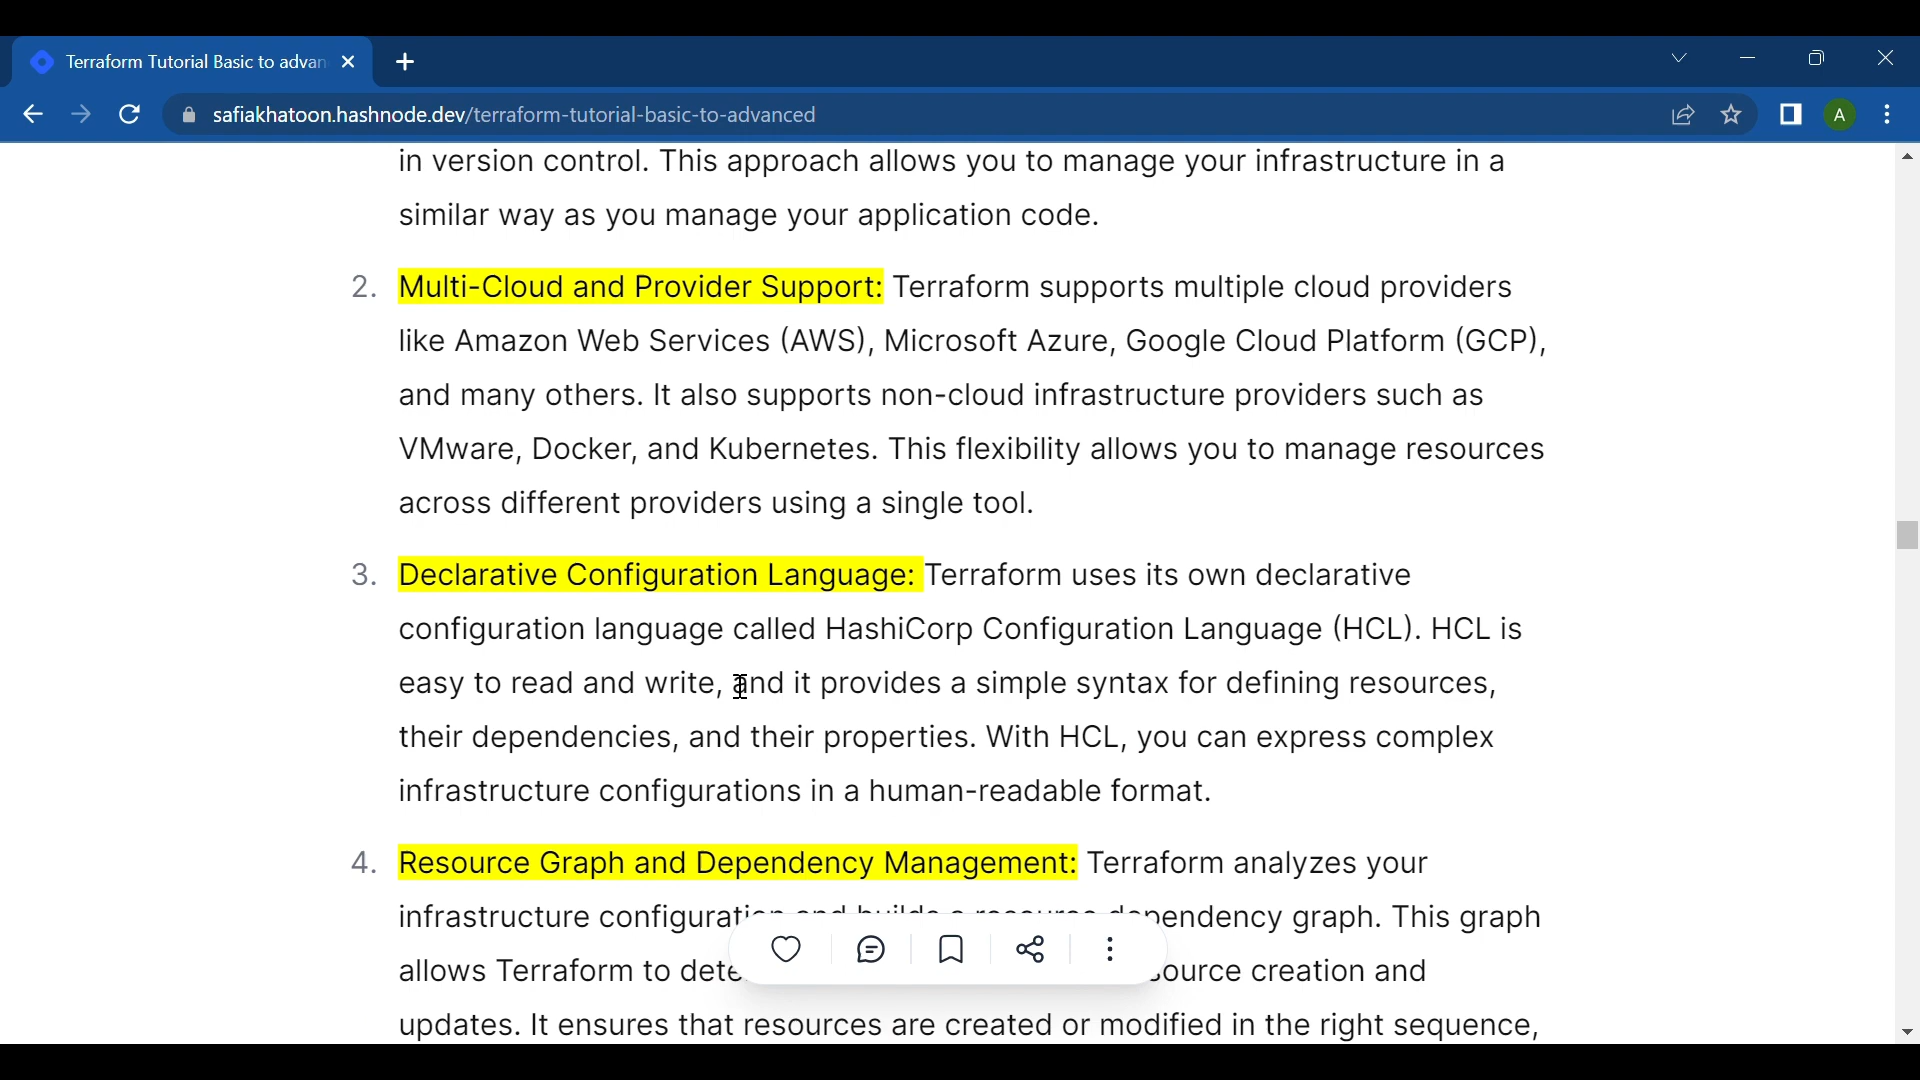 Terraform Tutorial Basic to advan
safiakhatoon.hashnode.dev/terraform-tutorial-basic-to-advanced
A
in version control. This approach allows you to manage your infrastructure in a
similar way as you manage your application code.
2. Multi-Cloud and Provider Support: Terraform supports multiple cloud providers
like Amazon Web Services (AWS), Microsoft Azure, Google Cloud Platform (GCP),
and many others. It also supports non-cloud infrastructure providers such as
VMware, Docker, and Kubernetes. This flexibility allows you to manage resources
across different providers using a single tool.
3. Declarative Configuration Language: Terraform uses its own declarative
configuration language called HashiCorp Configuration Language (HCL). HCL is
easy to read and write, and it provides a simple syntax for defining resources,
their dependencies, and their properties. With HCL, you can express complex
infrastructure configurations in a human-readable format.
4. Resource Graph and Dependency Management: Terraform analyzes your
infrastructure configuration and builds a resource dependency graph. This graph
allows Terraform to dete source creation and
updates. It ensures that resources are created or modified in the right sequence,